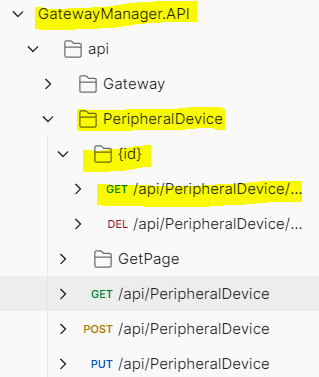 GatewayManager.API
api
Gateway
PeripheralDevice
{id}
GET /api/PeripheralDevice/...
DEL /api/PeripheralDevice/...
GetPage
GET /api/PeripheralDevice
POST /api/PeripheralDevice
PUT /api/PeripheralDevice